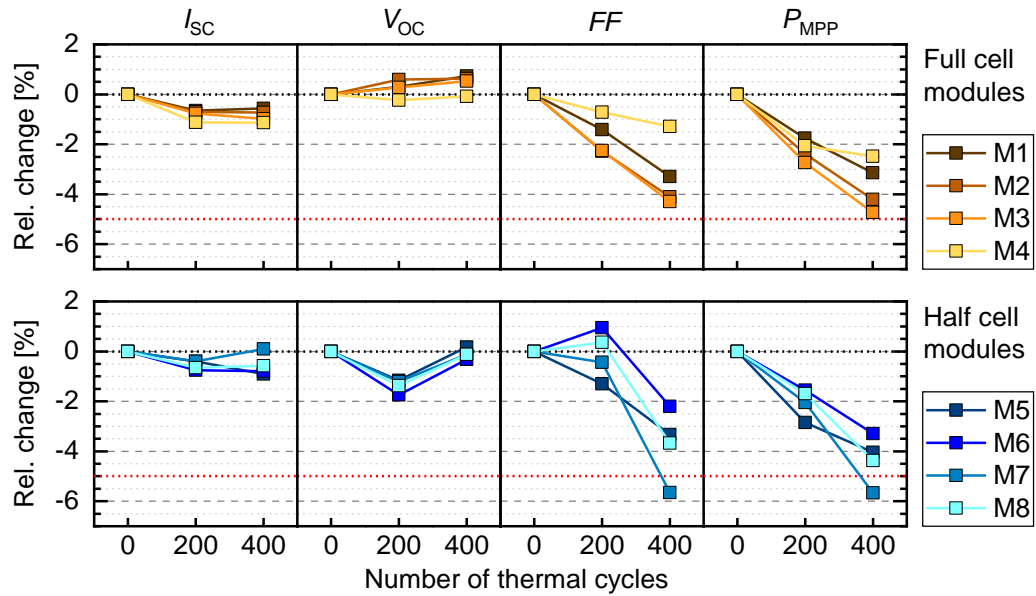 I_SC V_OC FF P_MPP
Rel. change [%]
2
0
-2
-4
-6
Full cell
modules
M1
M2
M3
M4
Rel. change [%]
2
0
-2
-4
-6
Half cell
modules
M5
M6
M7
M8
0 200 400 0 200 400 0 200 400 0 200 400
Number of thermal cycles